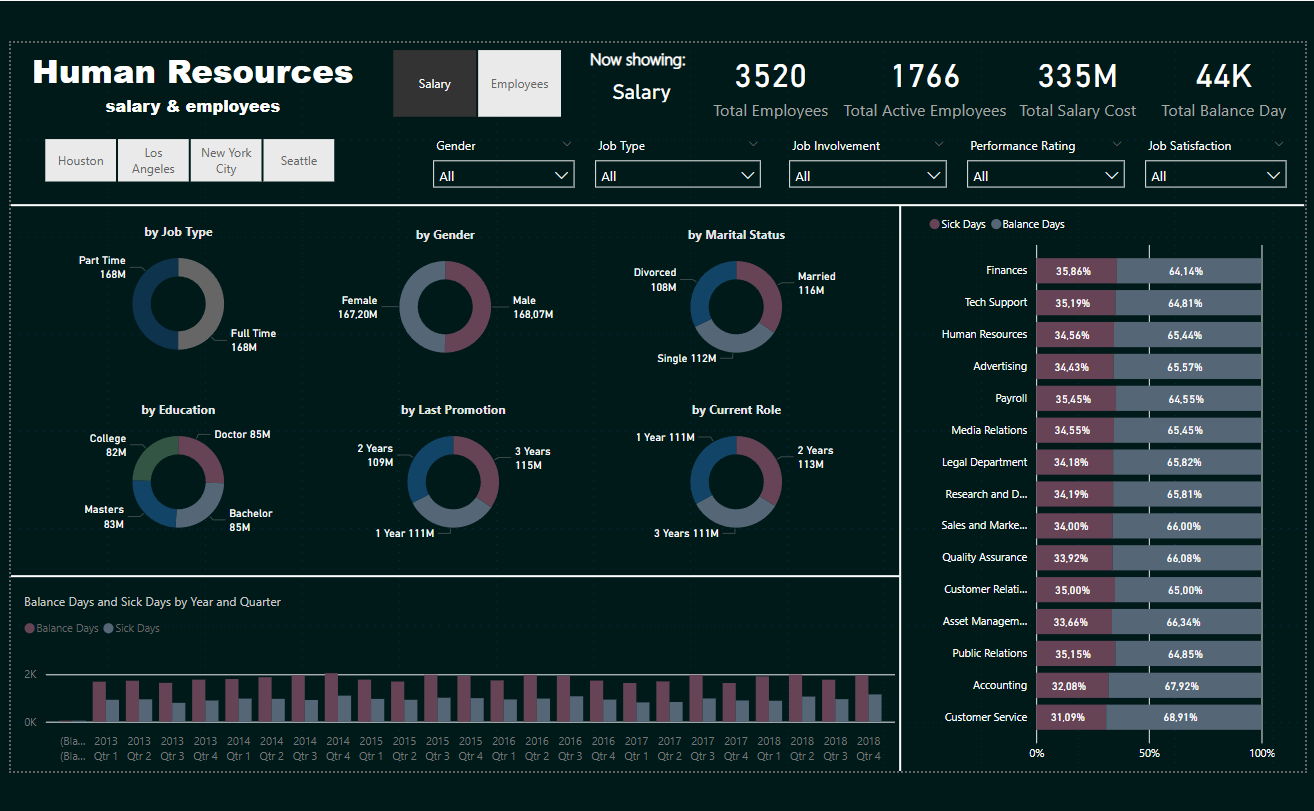 Human Resources
salary & employees
Salary
Employees
Now showing:
Salary
3520
Total Employees
1766
Total Active Employees
335M
Total Salary Cost
44K
Total Balance Day
Houston
Los
Angeles
New York
City
Seattle
Gender
All
Job Type
All
Job Involvement
All
Performance Rating
All
Job Satisfaction
All
by Job Type
Part Time
168M
Full Time
168M
by Gender
Female
167,20M
Male
168,07M
by Marital Status
Divorced
108M
Married
116M
Single 112M
by Education
College
82M
Doctor 85M
Masters
83M
Bachelor
85M
by Last Promotion
2 Years
109M
3 Years
115M
1 Year 111M
by Current Role
1 Year 111M
2 Years
113M
3 Years 111M
Balance Days and Sick Days by Year and Quarter
Balance Days Sick Days
2K
0K
(Bla... 2013 2013 2013 2013 2014 2014 2014 2014 2015 2015 2015 2015 2016 2016 2016 2016 2017 2017 2017 2017 2018 2018 2018 2018
(Bla... Qtr 1 Qtr 2 Qtr 3 Qtr 4 Qtr 1 Qtr 2 Qtr 3 Qtr 4 Qtr 1 Qtr 2 Qtr 3 Qtr 4 Qtr 1 Qtr 2 Qtr 3 Qtr 4 Qtr 1 Qtr 2 Qtr 3 Qtr 4 Qtr 1 Qtr 2 Qtr 3 Qtr 4
Sick Days Balance Days
Finances 35,86% 64,14%
Tech Support 35,19% 64,81%
Human Resources 34,56% 65,44%
Advertising 34,43% 65,57%
Payroll 35,45% 64,55%
Media Relations 34,55% 65,45%
Legal Department 34,18% 65,82%
Research and D... 34,19% 65,81%
Sales and Marke... 34,00% 66,00%
Quality Assurance 33,92% 66,08%
Customer Relati... 35,00% 65,00%
Asset Managem... 33,66% 66,34%
Public Relations 35,15% 64,85%
Accounting 32,08% 67,92%
Customer Service 31,09% 68,91%
0% 50% 100%